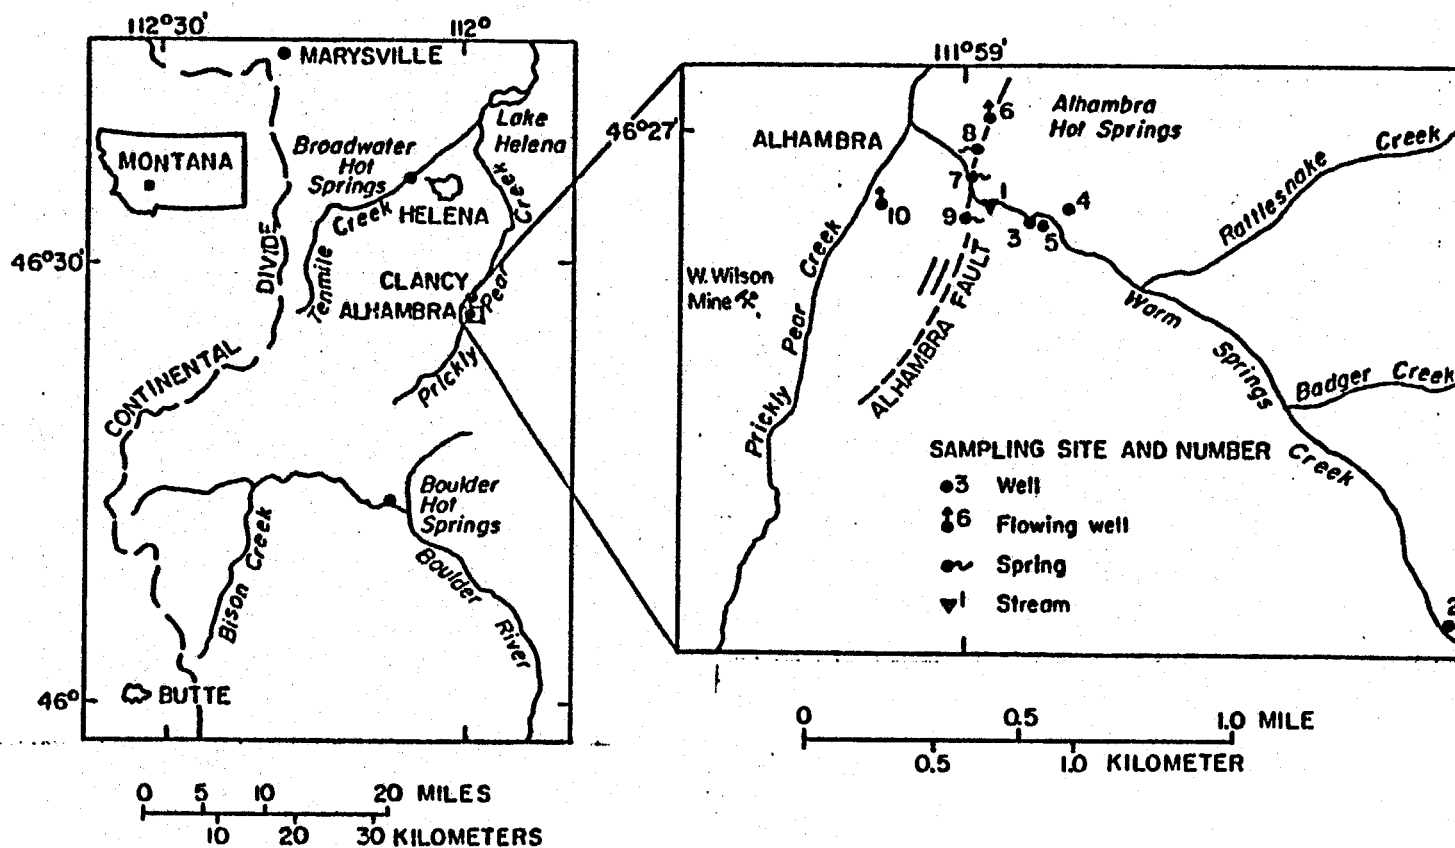 112°30'
112°
MARYSVILLE
MONTANA
Broadwater
Hot
Springs
Lake
Helena
Creek
Tenmile Creek
HELENA
DIVIDE
46°30'
CLANCY
ALHAMBRA
Prickly Pear
CONTINENTAL
Boulder
Hot
Springs
Bison Creek
Boulder River
46°
BUTTE
0 5 10 20 MILES
10 20 30 KILOMETERS
111°59'
46°27'
ALHAMBRA
6
Alhambra
Hot Springs
8
7
1
4
9
3
5
10
Rattlesnake Creek
W. Wilson
Mine
Prickly Pear Creek
ALHAMBRA FAULT
Warm Springs Creek
Badger Creek
2
SAMPLING SITE AND NUMBER
3 Well
6 Flowing well
Spring
1 Stream
0 0.5 1.0 MILE
0.5 1.0 KILOMETER